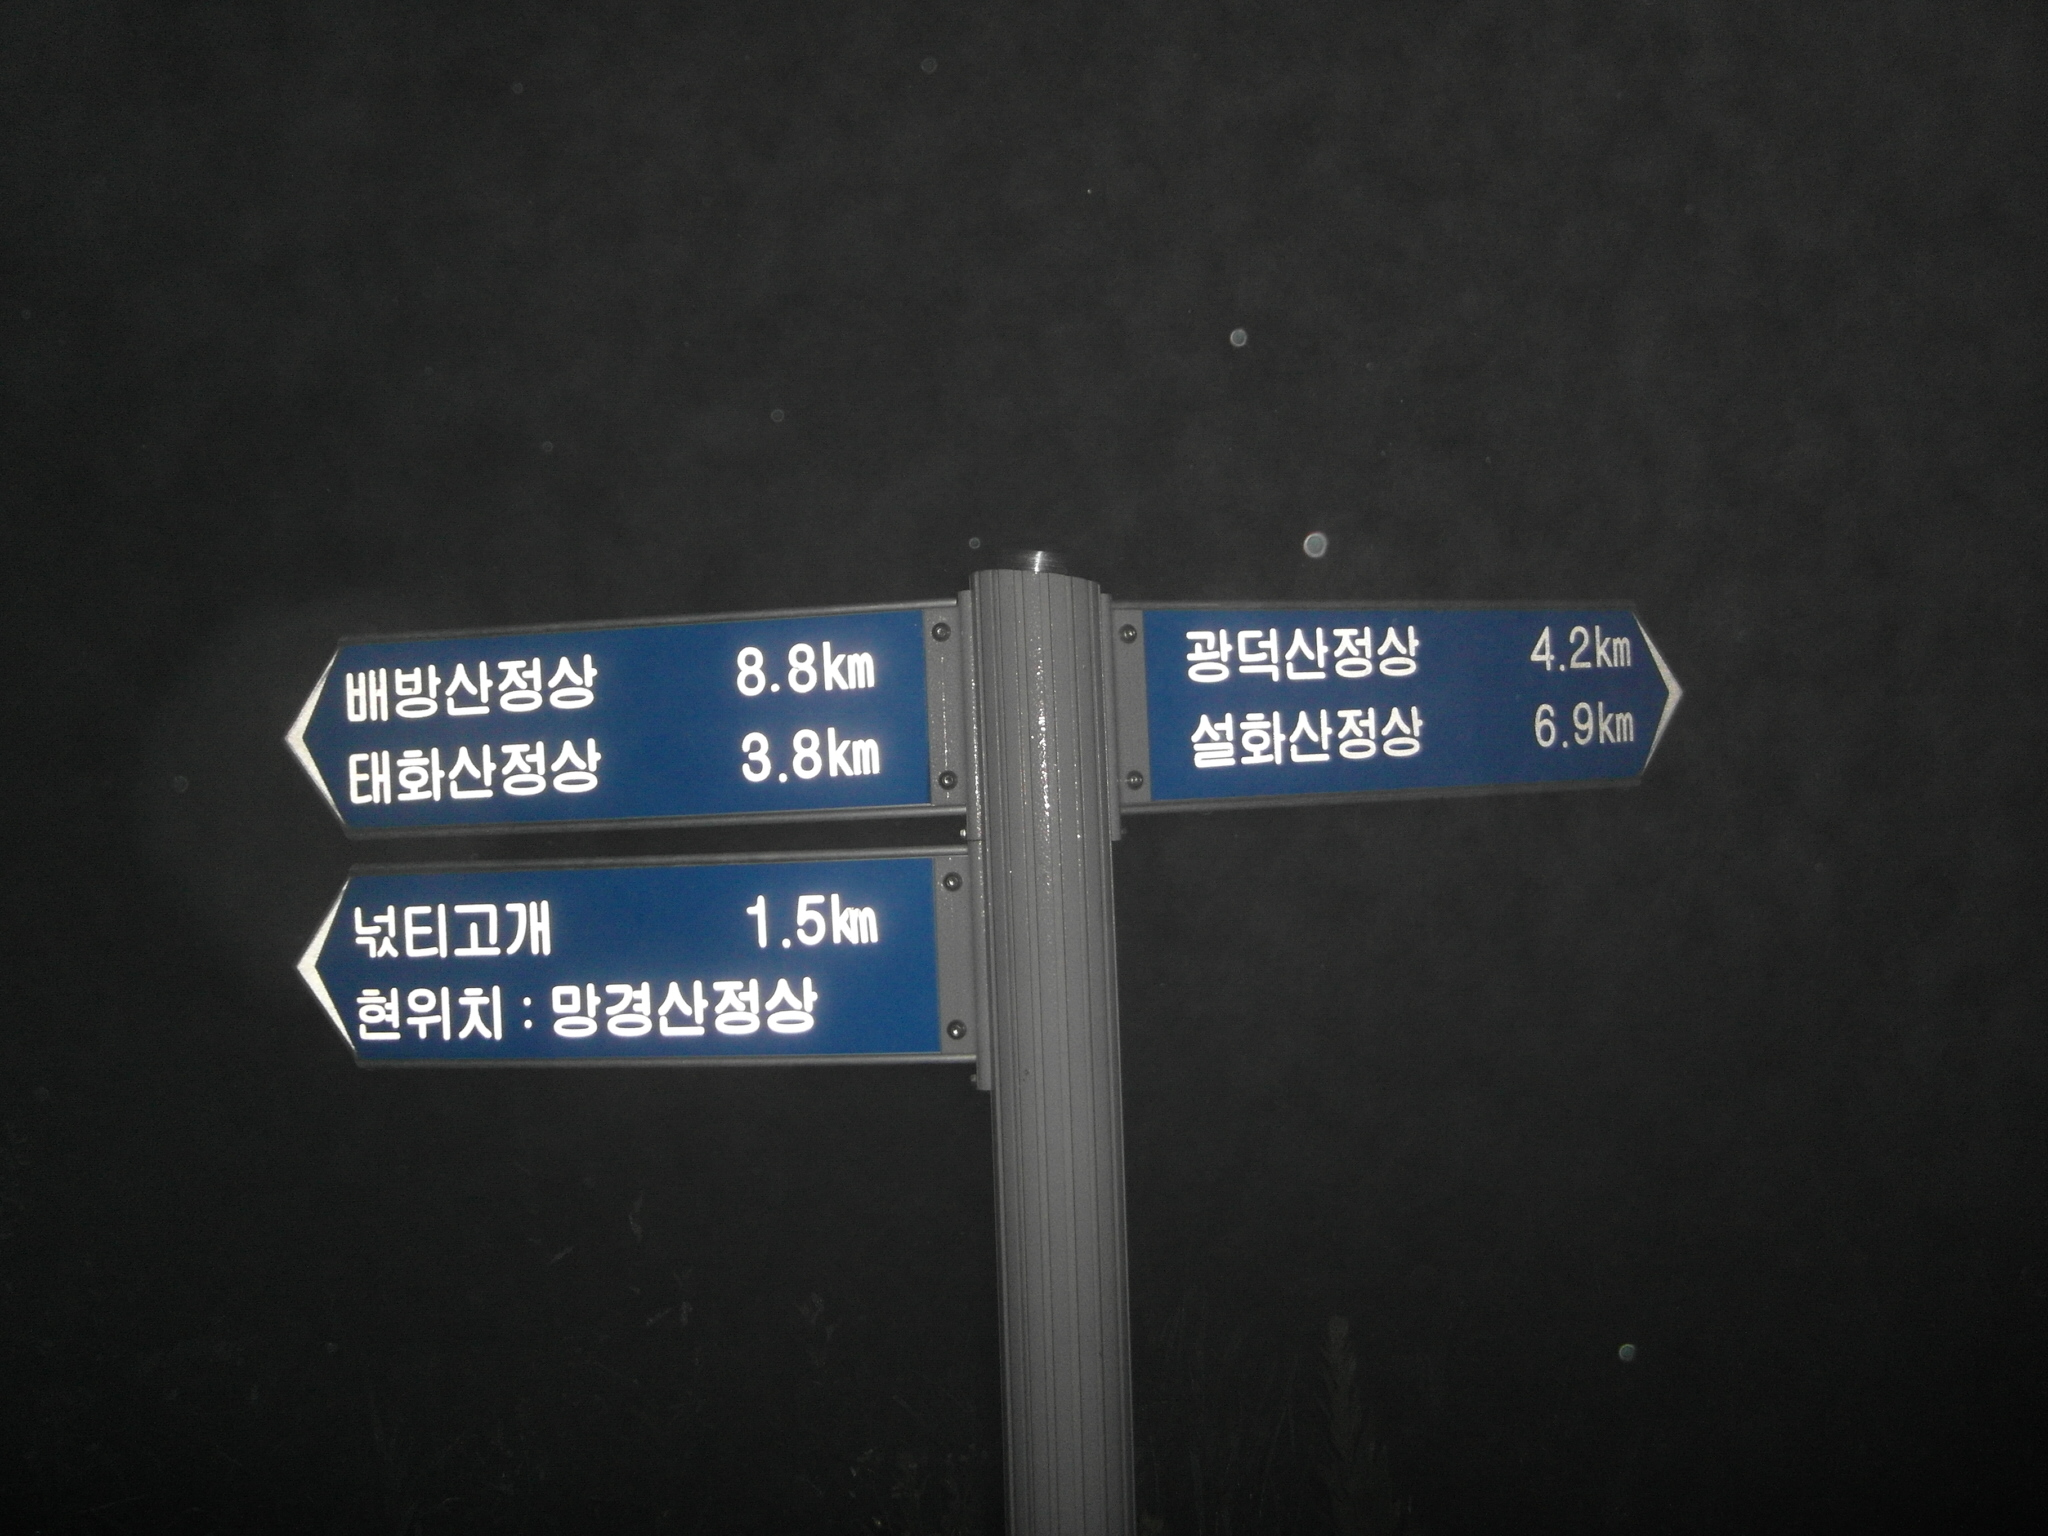 배방산정상 8.8km
태화산정상 3.8km
광덕산정상 4.2km
설화산정상 6.9km
넋티고개 1.5km
현위치 : 망경산정상